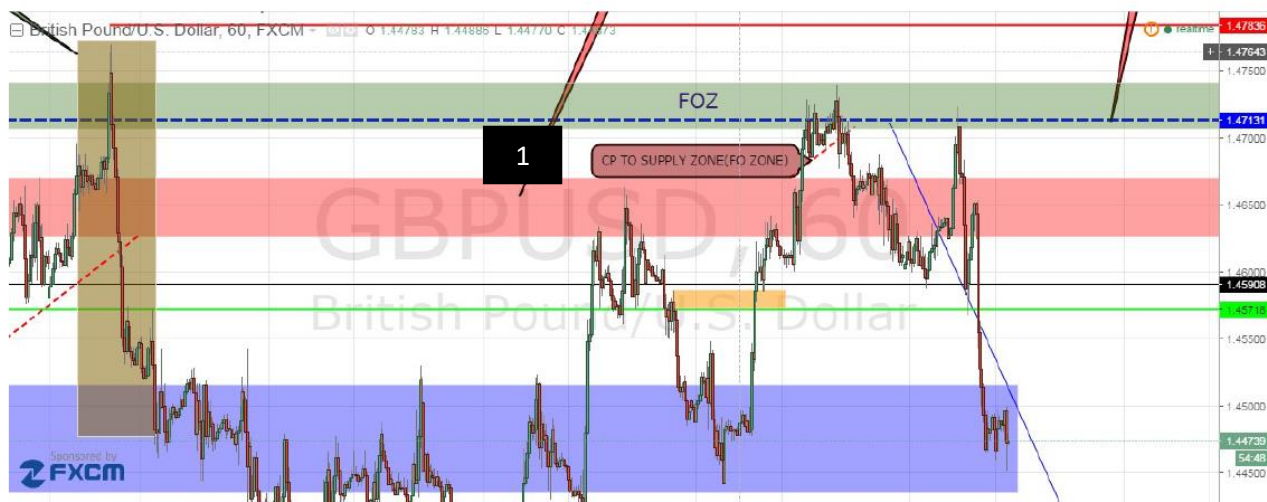 British Pound/U.S. Dollar, 60, FXCM
O 1.44783 H 1.44886 L 1.44770 C
realtime
1.47836
1.47643
1.47500
FOZ
1.47131
1.47000
1
CP TO SUPPLY ZONE(FO ZONE)
1.46500
GBPUSD, 60
1.46000
1.45908
British Pound/U.S. Dollar
1.45716
1.45500
1.45000
1.44739
54:48
Sponsored by
FXCM
1.44500